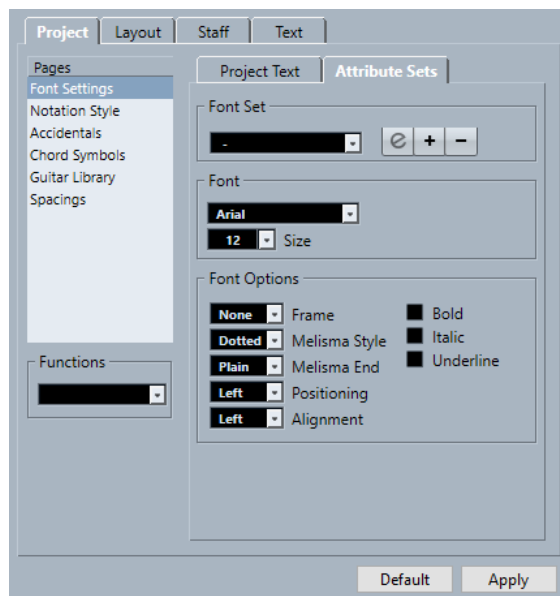 Project Layout Staff Text
Pages
Font Settings
Notation Style
Accidentals
Chord Symbols
Guitar Library
Spacings
Functions
Project Text Attribute Sets
Font Set
- e + −
Font
Arial
12 Size
Font Options
None Frame
Dotted Melisma Style
Plain Melisma End
Left Positioning
Left Alignment
Bold
Italic
Underline
Default Apply